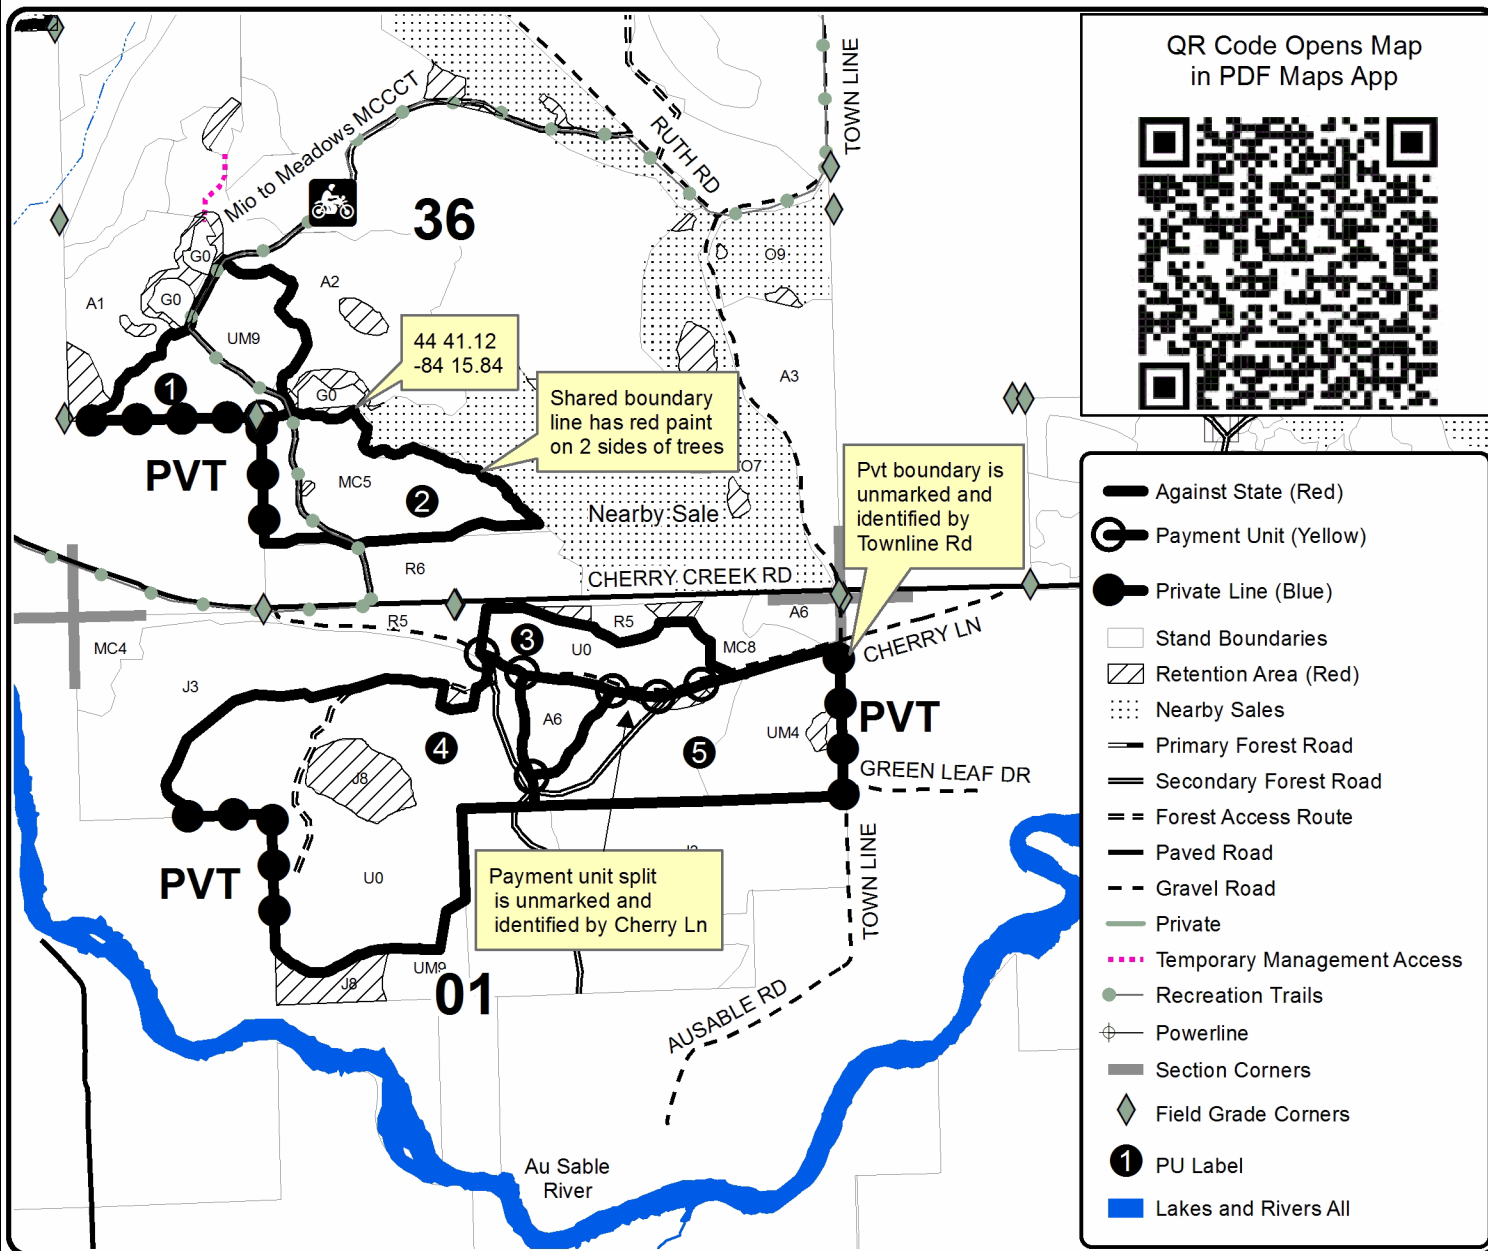 QR Code Opens Map
in PDF Maps App
TOWN LINE
RUTH RD
Mio to Meadows MCCCT
36
G0
G0
A1
A2
O9
UM9
44 41.12
-84 15.84
A3
1
G0
Shared boundary
line has red paint
on 2 sides of trees
PVT
MC5
2
O7
Nearby Sale
Pvt boundary is
unmarked and
identified by
Townline Rd
R6
CHERRY CREEK RD
R5
3
R5
A6
U0
MC8
CHERRY LN
MC4
J3
A6
PVT
UM4
4
5
J8
GREEN LEAF DR
TOWN LINE
PVT
U0
Payment unit split
is unmarked and
identified by Cherry Ln
UM9
J8
01
AUSABLE RD
Au Sable
River
Against State (Red)
Payment Unit (Yellow)
Private Line (Blue)
Stand Boundaries
Retention Area (Red)
Nearby Sales
Primary Forest Road
Secondary Forest Road
Forest Access Route
Paved Road
Gravel Road
Private
Temporary Management Access
Recreation Trails
Powerline
Section Corners
Field Grade Corners
1 PU Label
Lakes and Rivers All